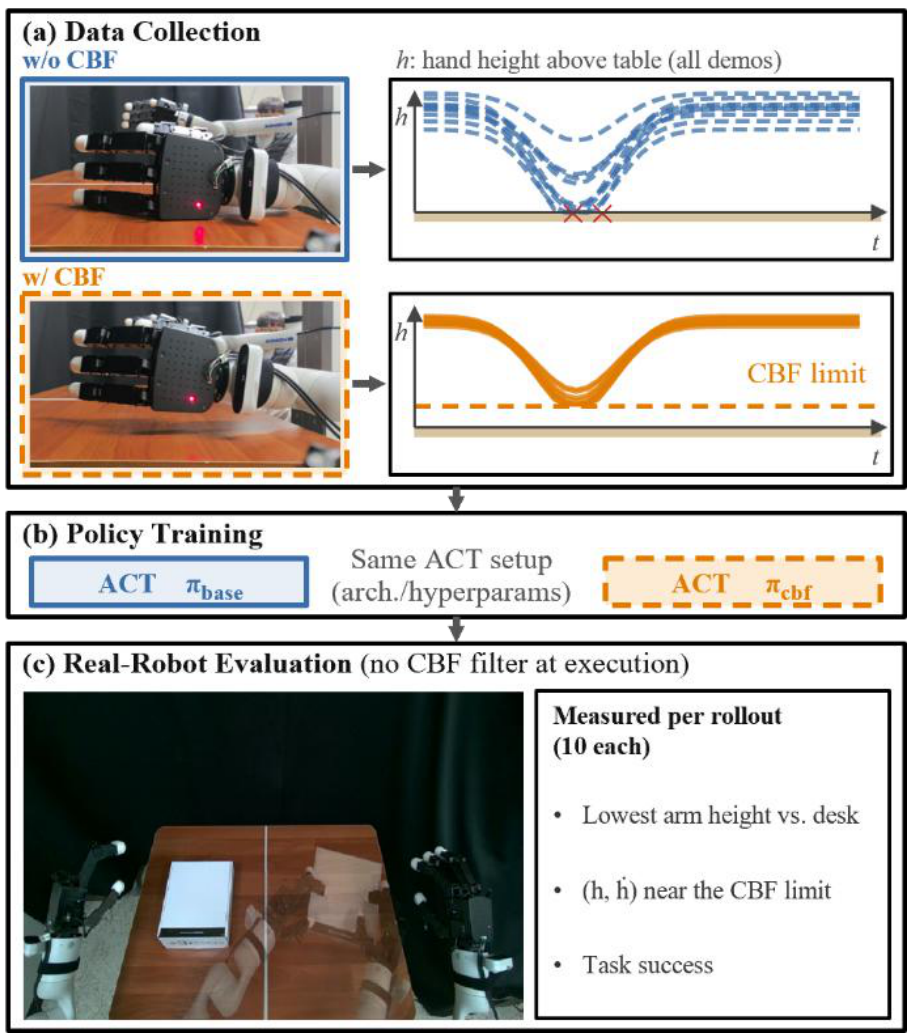 (a) Data Collection
w/o CBF
h: hand height above table (all demos)
h
t
w/ CBF
h
CBF limit
t
(b) Policy Training
ACT π_base
Same ACT setup
(arch./hyperparams)
ACT π_cbf
(c) Real-Robot Evaluation (no CBF filter at execution)
Measured per rollout
(10 each)
• Lowest arm height vs. desk
• (h, ḣ) near the CBF limit
• Task success